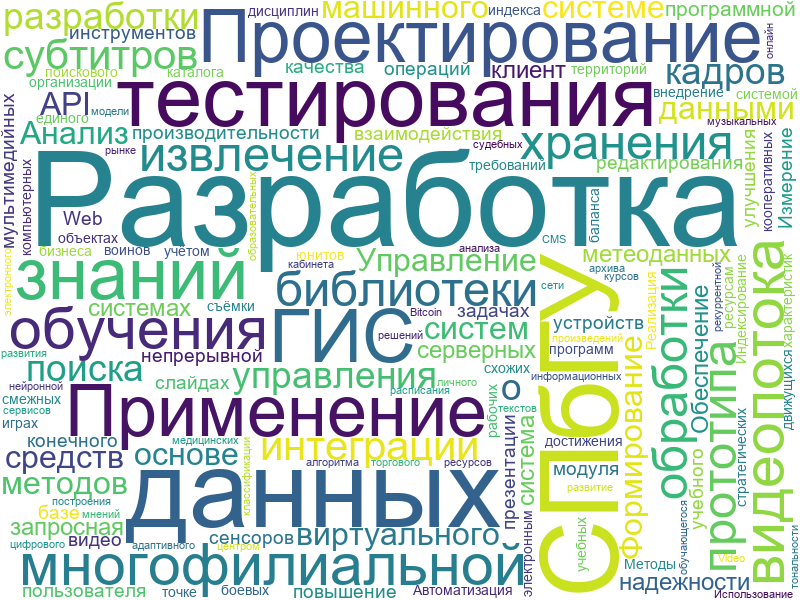 разработки
дисциплин
машинного
индекса
системе
программной
инструментов
Проектирование
онлайн
субтитров
поискового
каталога
качества
операций
клиент
территорий
кадров
организации
API
модели
тестирования
внедрение
системой
данными
единого
музыкальных
мультимедийных
Анализ
производительности
взаимодействия
судебных
хранения
улучшения
кооперативных
Измерение
рынке
извлечение
требований
редактирования
компьютерных
Разработка
образовательных
баланса
Web
объектах
воинов
учётом
CMS
бизнеса
юнитов
анализа
метеоданных
электронного
знаний
кабинета
Управление
архива
сети
курсов
библиотеки
системах
съёмки
Bitcoin
задачах
Реализация
обработки
Обеспечение
рекуррентной
ресурсам
Индексирование
видеопотока
характеристик
движущихся
обучения
ГИС
решений
систем
устройств
СПбГУ
произведений
непрерывной
серверных
программ
развития
поиска
схожих
Формирование
прототипа
нейронной
слайдах
управления
личного
информационных
смежных
сервисов
расписания
играх
Применение
о
рабочих
текстов
конечного
медицинских
интеграции
достижения
средств
основе
классификации
алгоритма
торгового
ресурсов
презентации
система
модуля
стратегических
методов
данных
развитие
учебного
построения
базе
мнений
запросная
сенсоров
виртуального
видео
цифрового
адаптивного
центром
электронным
учебных
обучающегося
тональности
многофилиальной
Методы
Video
надежности
пользователя
точке
боевых
повышение
Автоматизация
Использование